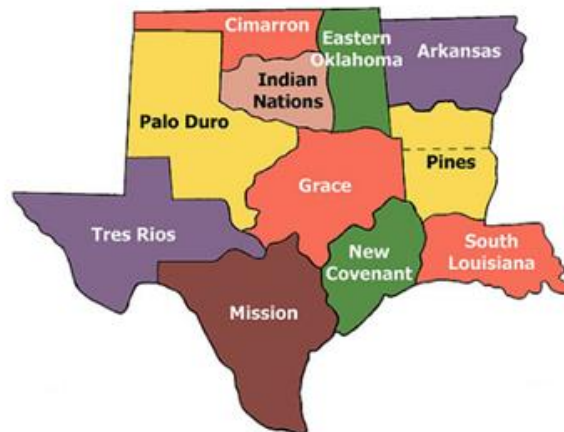 Cimarron
Eastern
Oklahoma
Arkansas
Indian
Nations
Palo Duro
Pines
Grace
Tres Rios
New
Covenant
South
Louisiana
Mission